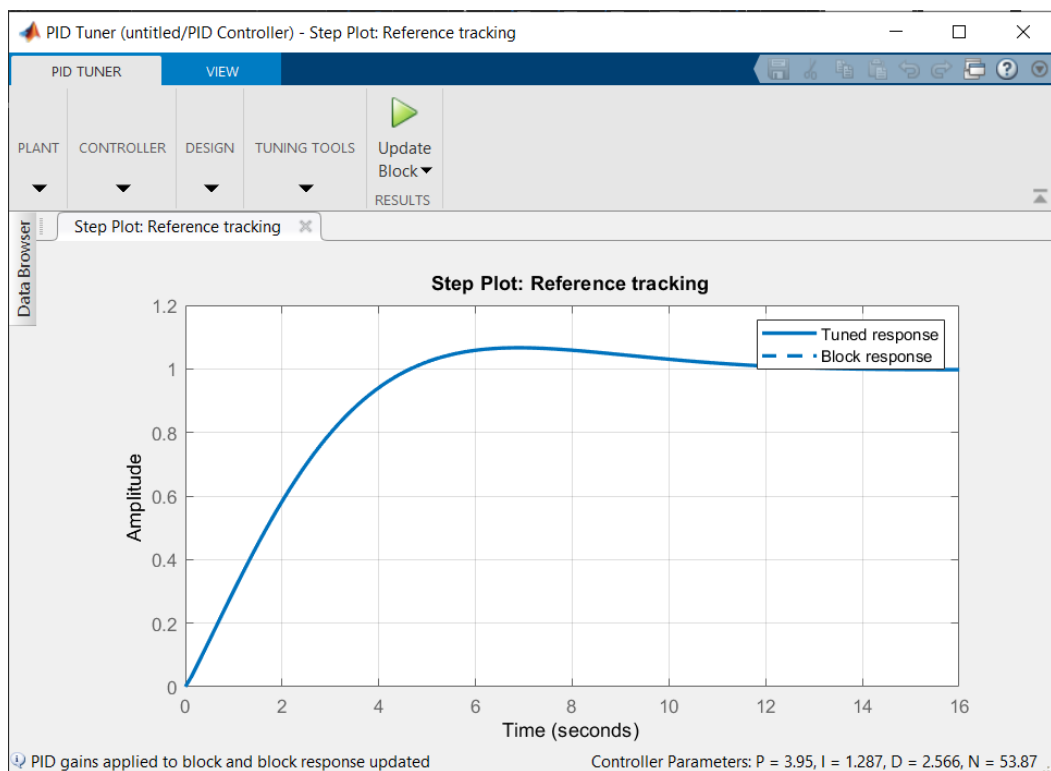 PID Tuner (untitled/PID Controller) - Step Plot: Reference tracking
PID TUNER VIEW
PLANT CONTROLLER DESIGN TUNING TOOLS Update
Block
RESULTS
Data Browser
Step Plot: Reference tracking
Step Plot: Reference tracking
1.2
1
0.8
0.6
0.4
0.2
0
Amplitude
Tuned response
Block response
0 2 4 6 8 10 12 14 16
Time (seconds)
PID gains applied to block and block response updated Controller Parameters: P = 3.95, I = 1.287, D = 2.566, N = 53.87